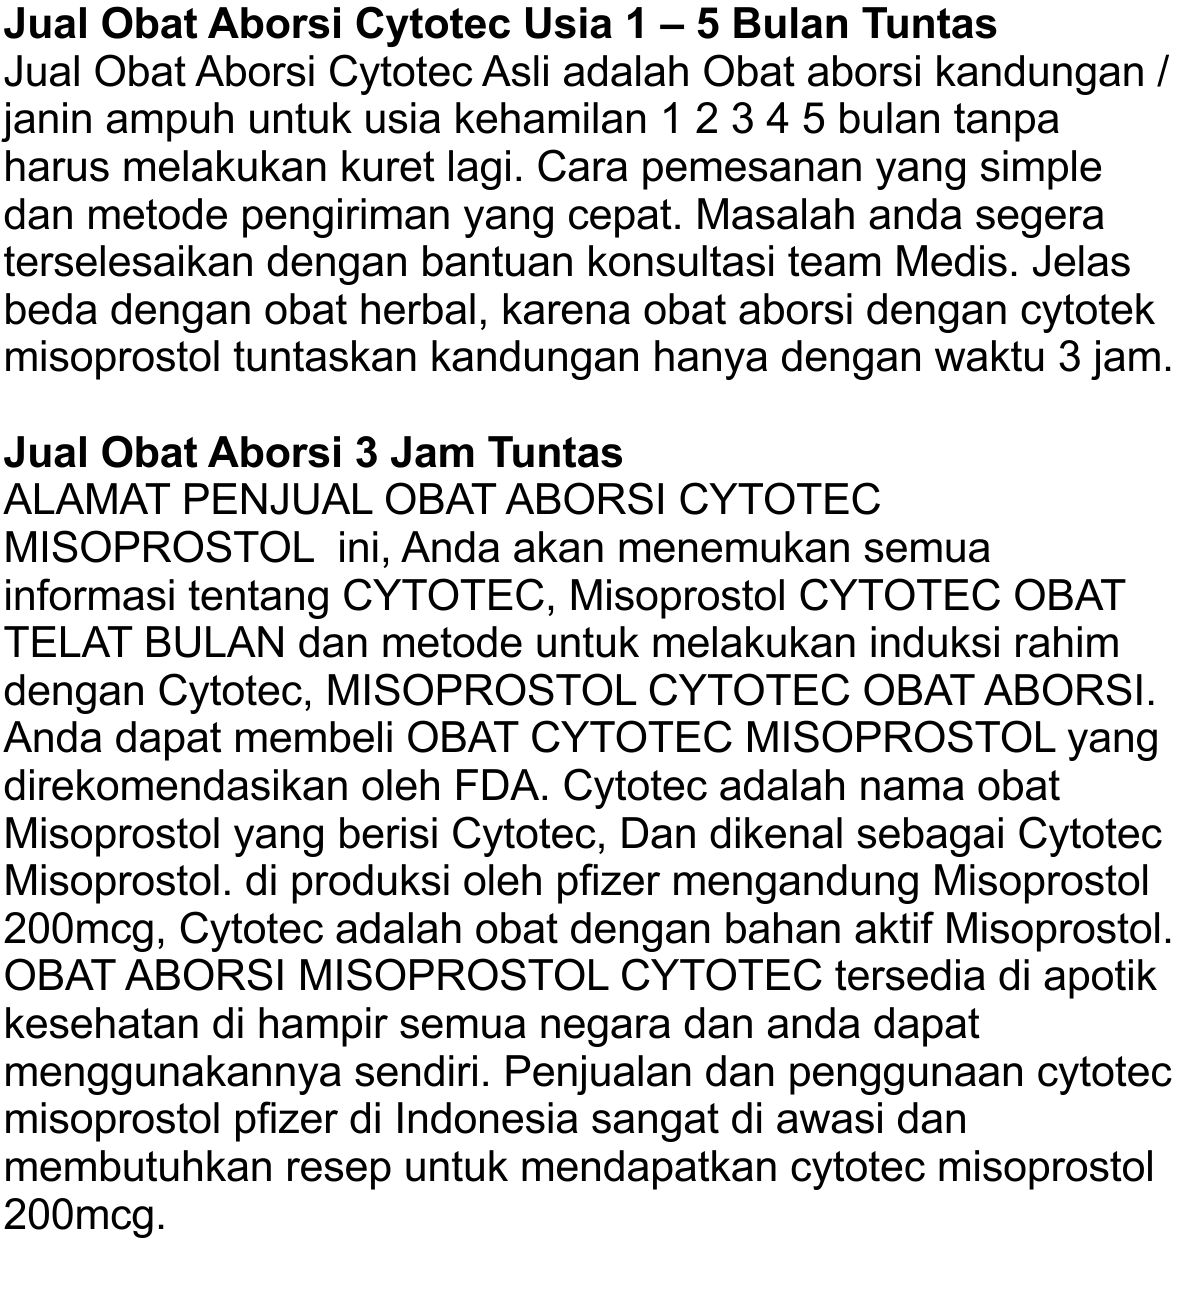 Jual Obat Aborsi Cytotec Usia 1 – 5 Bulan Tuntas
Jual Obat Aborsi Cytotec Asli adalah Obat aborsi kandungan /
janin ampuh untuk usia kehamilan 1 2 3 4 5 bulan tanpa
harus melakukan kuret lagi. Cara pemesanan yang simple
dan metode pengiriman yang cepat. Masalah anda segera
terselesaikan dengan bantuan konsultasi team Medis. Jelas
beda dengan obat herbal, karena obat aborsi dengan cytotek
misoprostol tuntaskan kandungan hanya dengan waktu 3 jam.
Jual Obat Aborsi 3 Jam Tuntas
ALAMAT PENJUAL OBAT ABORSI CYTOTEC
MISOPROSTOL  ini, Anda akan menemukan semua
informasi tentang CYTOTEC, Misoprostol CYTOTEC OBAT
TELAT BULAN dan metode untuk melakukan induksi rahim
dengan Cytotec, MISOPROSTOL CYTOTEC OBAT ABORSI.
Anda dapat membeli OBAT CYTOTEC MISOPROSTOL yang
direkomendasikan oleh FDA. Cytotec adalah nama obat
Misoprostol yang berisi Cytotec, Dan dikenal sebagai Cytotec
Misoprostol. di produksi oleh pfizer mengandung Misoprostol
200mcg, Cytotec adalah obat dengan bahan aktif Misoprostol.
OBAT ABORSI MISOPROSTOL CYTOTEC tersedia di apotik
kesehatan di hampir semua negara dan anda dapat
menggunakannya sendiri. Penjualan dan penggunaan cytotec
misoprostol pfizer di Indonesia sangat di awasi dan
membutuhkan resep untuk mendapatkan cytotec misoprostol
200mcg.